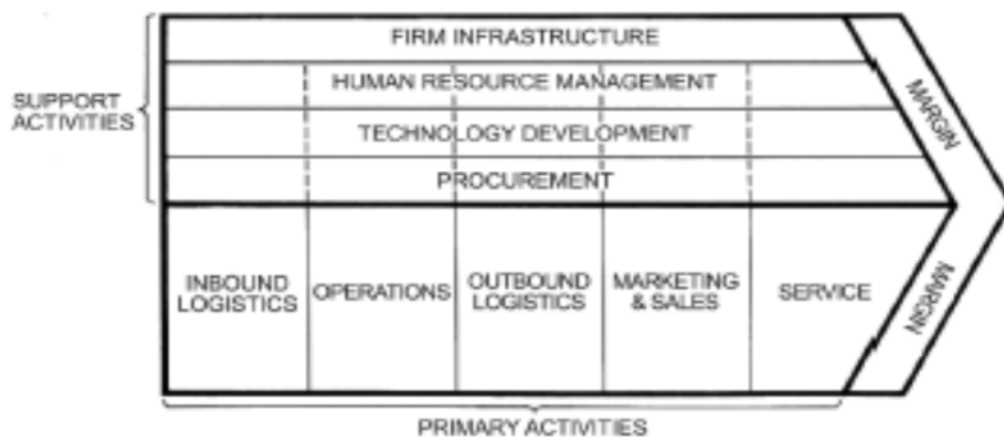 FIRM INFRASTRUCTURE
HUMAN RESOURCE MANAGEMENT
SUPPORT
ACTIVITIES
TECHNOLOGY DEVELOPMENT
PROCUREMENT
MARGIN
INBOUND
LOGISTICS
OPERATIONS
OUTBOUND
LOGISTICS
MARKETING
& SALES
SERVICE
MARGIN
PRIMARY ACTIVITIES